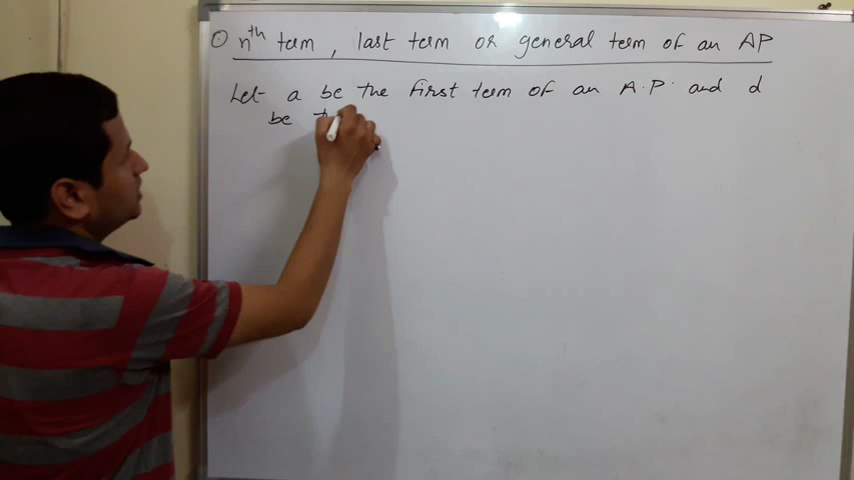 nth term, last term or general term of an AP
Let a be the first term of an A.P. and d
be t